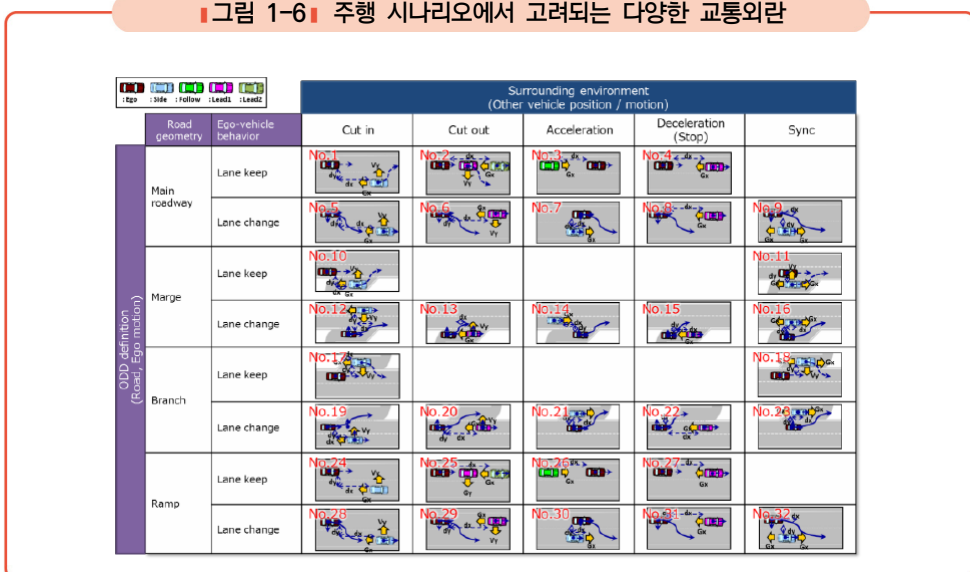 ▮그림 1-6▮ 주행 시나리오에서 고려되는 다양한 교통외란
:Ego :Side :Follow :Lead1 :Lead2
Surrounding environment
(Other vehicle position / motion)
Road geometry Ego-vehicle behavior Cut in Cut out Acceleration Deceleration (Stop) Sync
ODD definition
(Road, Ego motion)
Main roadway
Lane keep No.1 No.2 No.3 No.4
Lane change No.5 No.6 No.7 No.8 No.9
Marge
Lane keep No.10 No.11
Lane change No.12 No.13 No.14 No.15 No.16
Branch
Lane keep No.17 No.18
Lane change No.19 No.20 No.21 No.22 No.23
Ramp
Lane keep No.24 No.25 No.26 No.27
Lane change No.28 No.29 No.30 No.31 No.32